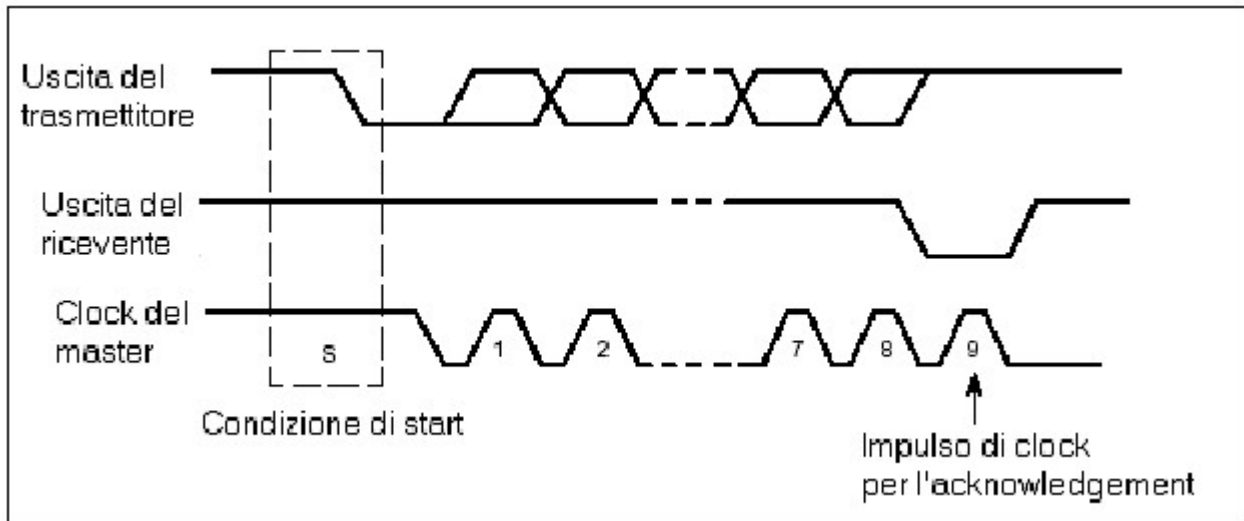 Uscita del
trasmettitore
Uscita del
ricevente
Clock del
master
s
1
2
7
8
9
Condizione di start
Impulso di clock
per l'acknowledgement